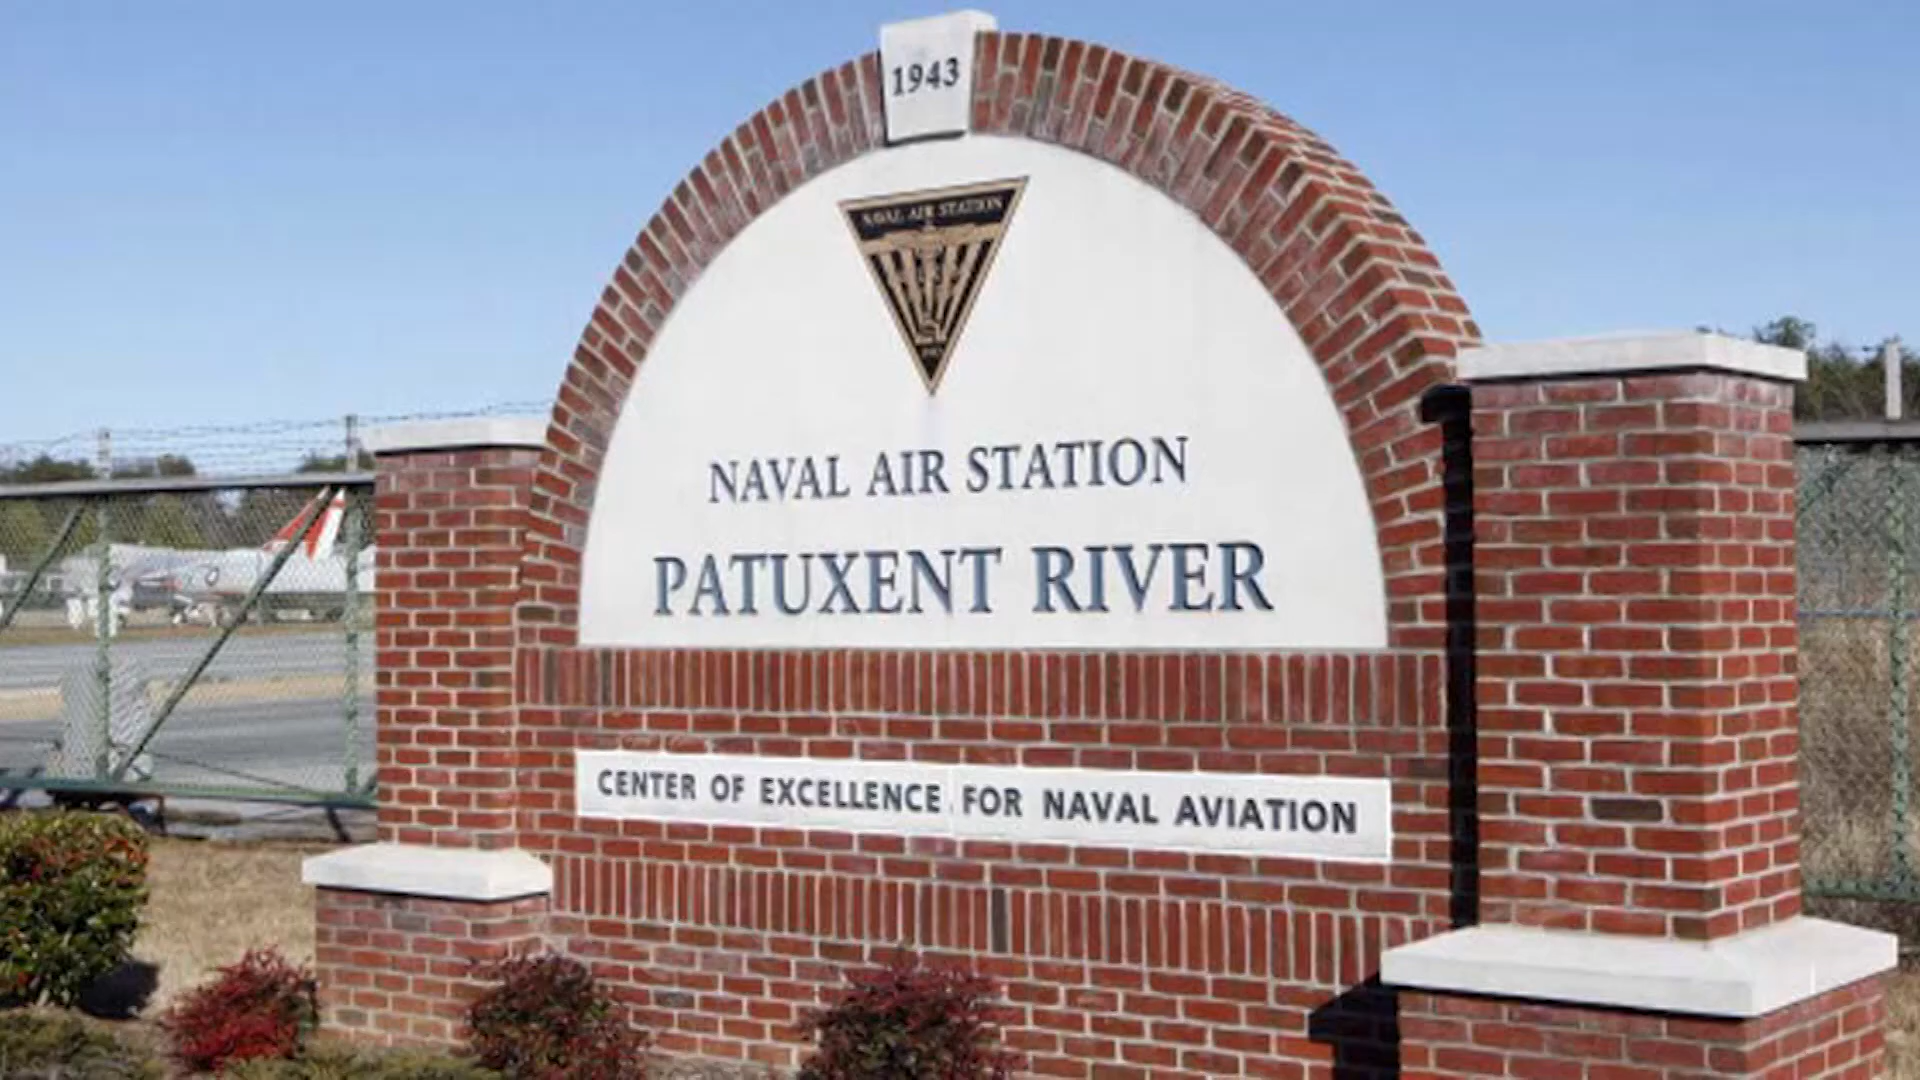 1943
NAVAL AIR STATION
NAVAL AIR STATION
PATUXENT RIVER
CENTER OF EXCELLENCE FOR NAVAL AVIATION